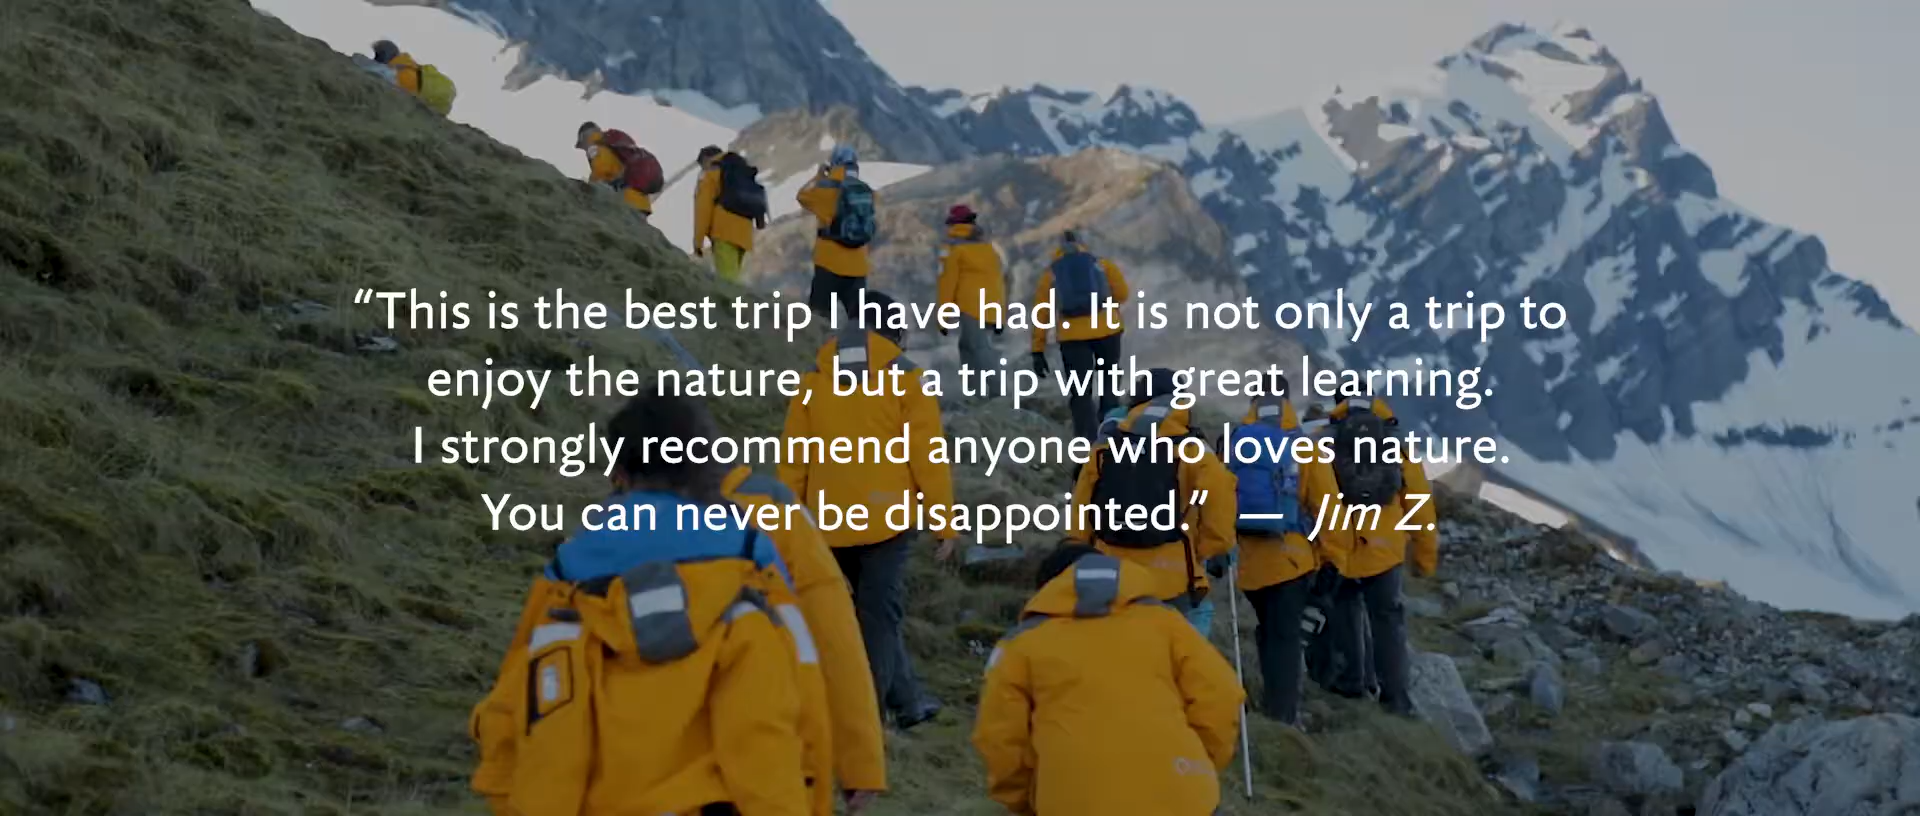 “This is the best trip I have had. It is not only a trip to
enjoy the nature, but a trip with great learning.
I strongly recommend anyone who loves nature.
You can never be disappointed.” — Jim Z.